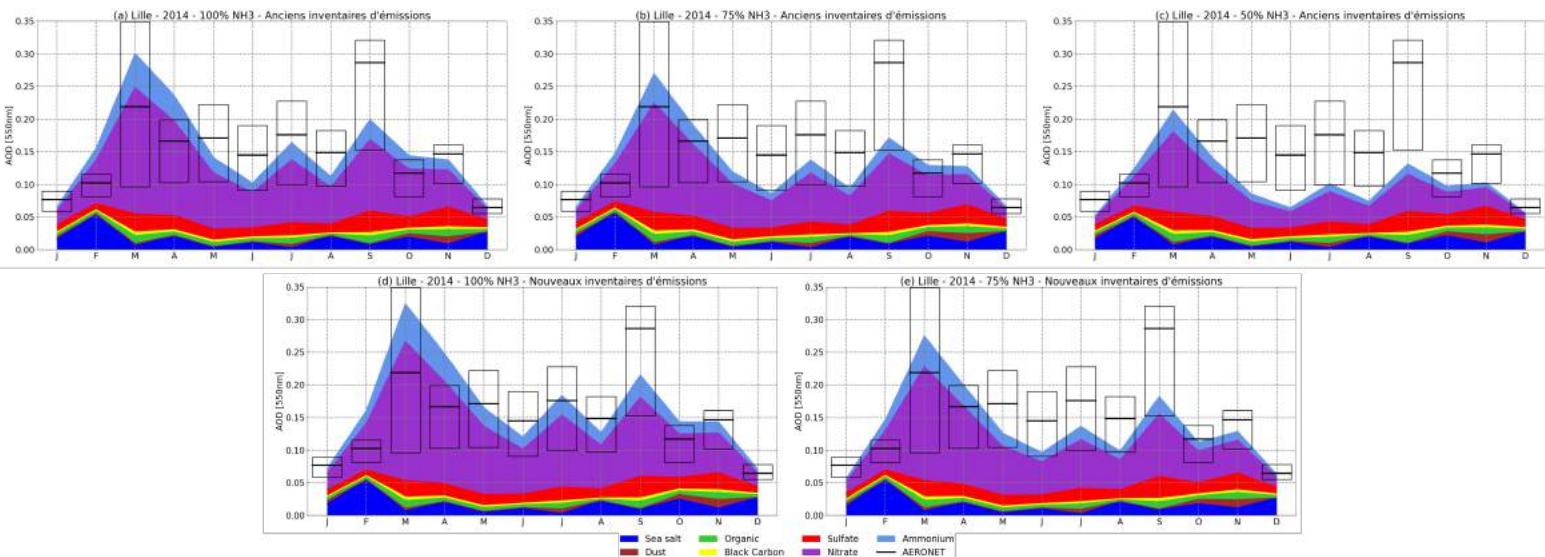 (a) Lille - 2014 - 100% NH3 - Anciens inventaires d'émissions
(b) Lille - 2014 - 75% NH3 - Anciens inventaires d'émissions
(c) Lille - 2014 - 50% NH3 - Anciens inventaires d'émissions
0.35 0.35 0.35
0.30 0.30 0.30
0.25 0.25 0.25
AOD [550nm] AOD [550nm] AOD [550nm]
0.20 0.20 0.20
0.15 0.15 0.15
0.10 0.10 0.10
0.05 0.05 0.05
0.00 0.00 0.00
J F M A M J J A S O N D
J F M A M J J A S O N D
J F M A M J J A S O N D
(d) Lille - 2014 - 100% NH3 - Nouveaux inventaires d'émissions
(e) Lille - 2014 - 75% NH3 - Nouveaux inventaires d'émissions
0.35 0.35
0.30 0.30
0.25 0.25
AOD [550nm] AOD [550nm]
0.20 0.20
0.15 0.15
0.10 0.10
0.05 0.05
0.00 0.00
J F M A M J J A S O N D
J F M A M J J A S O N D
Sea salt Organic Sulfate Ammonium
Dust Black Carbon Nitrate AERONET